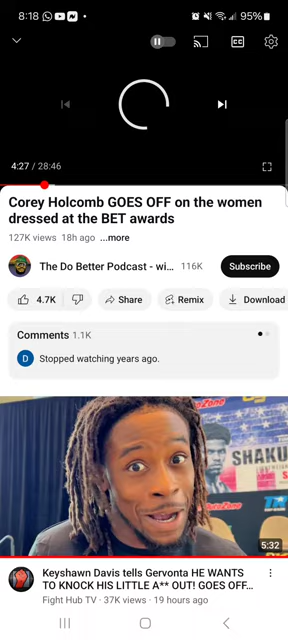 8:18
95%
CC
4:27 / 28:46
Corey Holcomb GOES OFF on the women
dressed at the BET awards
127K views 18h ago ...more
The Do Better Podcast - wi... 116K
Subscribe
4.7K
Share
Remix
Download
Comments 1.1K
D
Stopped watching years ago.
DAZONE
SHAKU
TOP
5:32
Keyshawn Davis tells Gervonta HE WANTS
TO KNOCK HIS LITTLE A** OUT! GOES OFF...
Fight Hub TV · 37K views · 19 hours ago